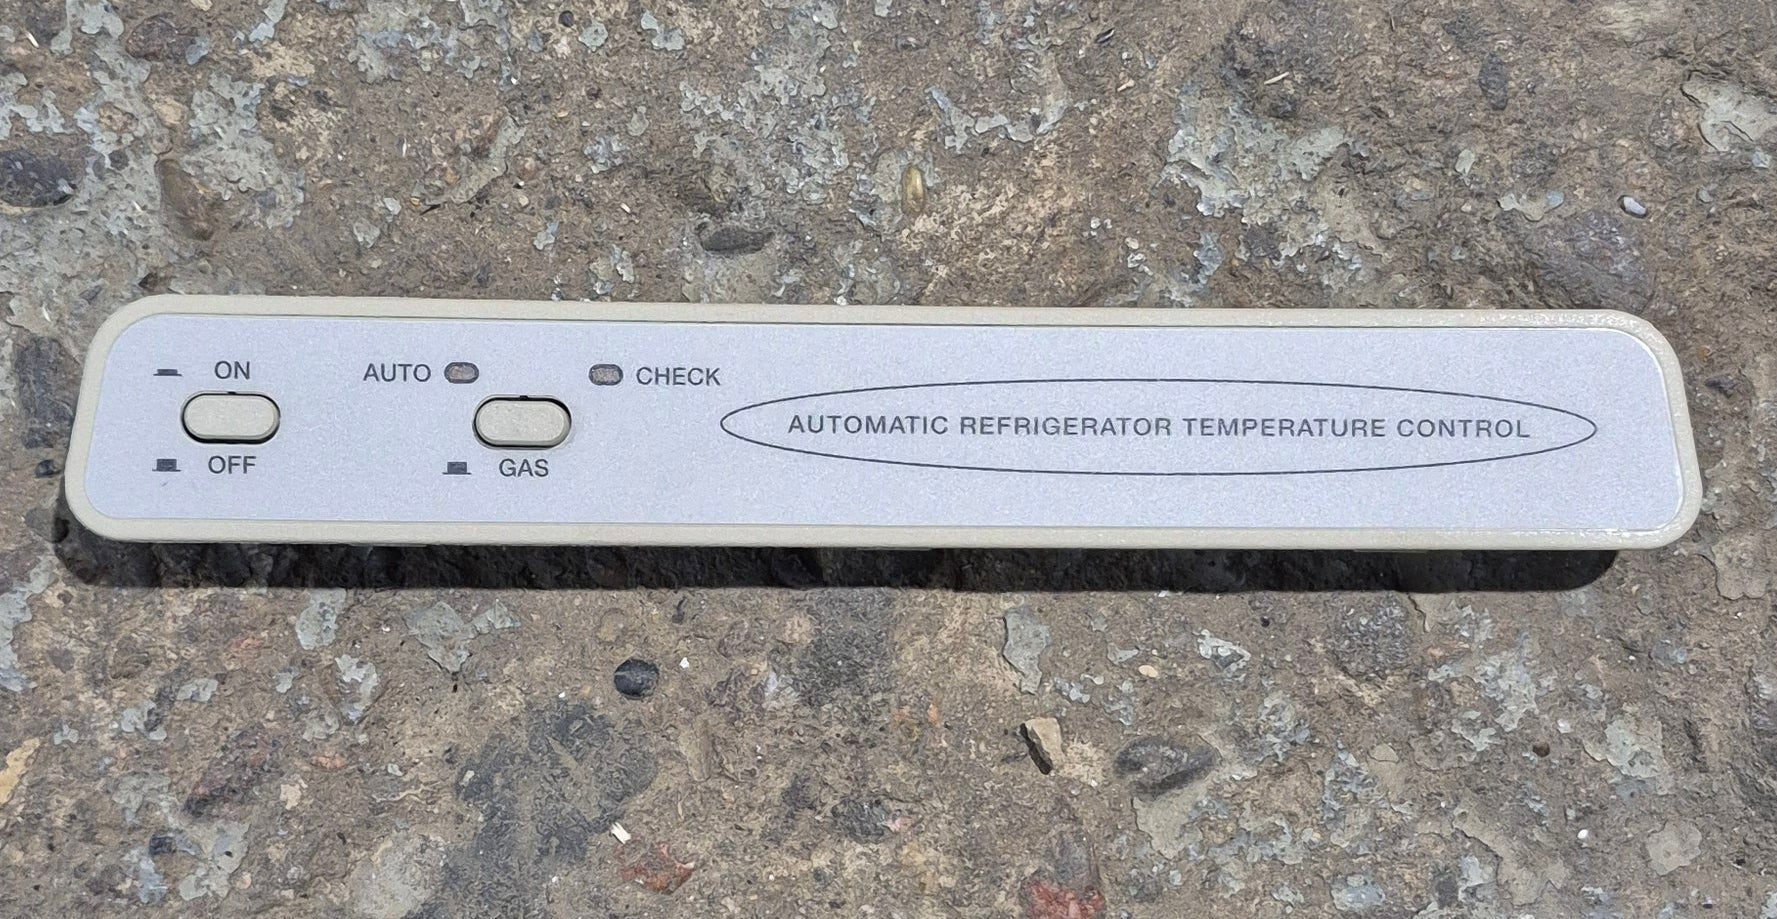 ON
OFF
AUTO
GAS
CHECK
AUTOMATIC REFRIGERATOR TEMPERATURE CONTROL